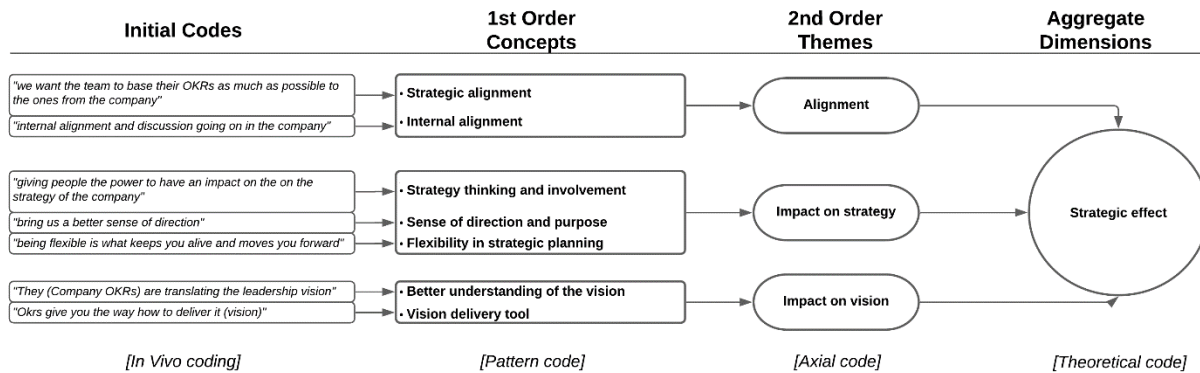 Initial Codes
1st Order
Concepts
2nd Order
Themes
Aggregate
Dimensions
"we want the team to base their OKRs as much as possible to
the ones from the company"
"internal alignment and discussion going on in the company"
· Strategic alignment
· Internal alignment
Alignment
"giving people the power to have an impact on the on the
strategy of the company"
"bring us a better sense of direction"
"being flexible is what keeps you alive and moves you forward"
· Strategy thinking and involvement
· Sense of direction and purpose
· Flexibility in strategic planning
Impact on strategy
Strategic effect
"They (Company OKRs) are translating the leadership vision"
"Okrs give you the way how to deliver it (vision)"
· Better understanding of the vision
· Vision delivery tool
Impact on vision
[In Vivo coding]
[Pattern code]
[Axial code]
[Theoretical code]